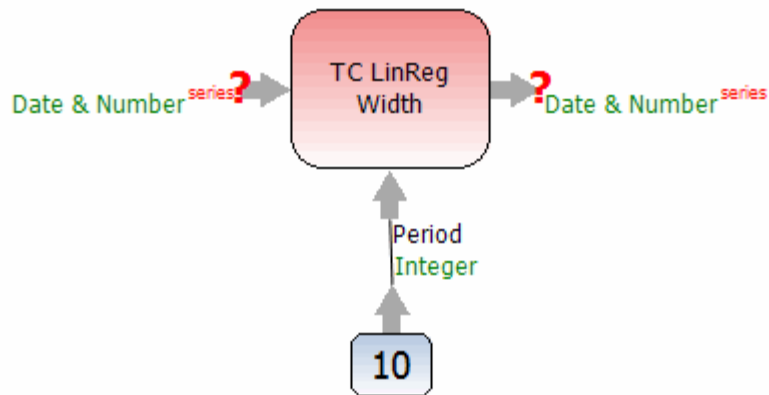 TC LinReg
Width
Date & Number series ?
? Date & Number series
Period
Integer
10